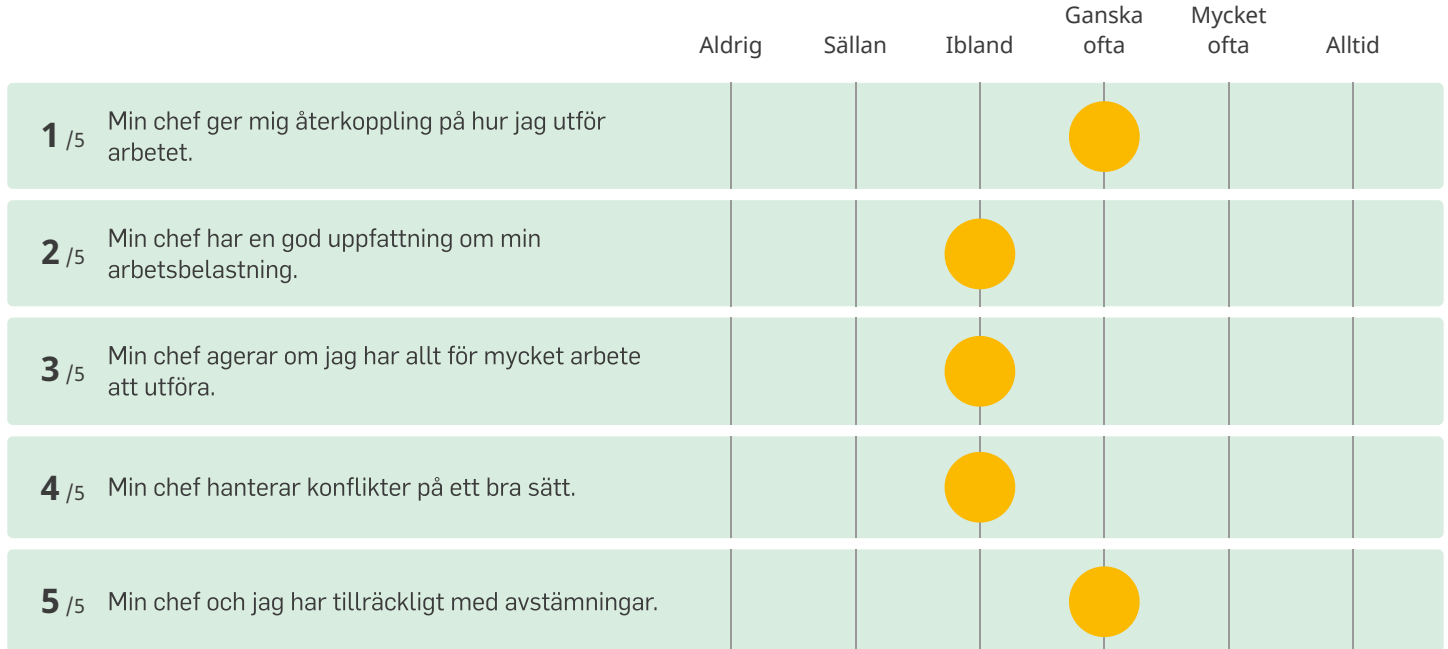 Aldrig Sällan Ibland Ganska ofta Mycket ofta Alltid
1 /5 Min chef ger mig återkoppling på hur jag utför
arbetet.
2 /5 Min chef har en god uppfattning om min
arbetsbelastning.
3 /5 Min chef agerar om jag har allt för mycket arbete
att utföra.
4 /5 Min chef hanterar konflikter på ett bra sätt.
5 /5 Min chef och jag har tillräckligt med avstämningar.